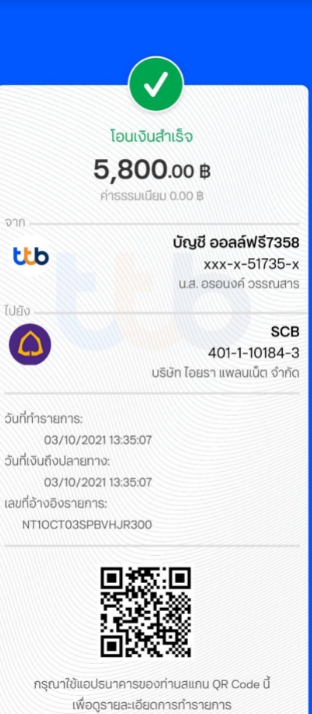 โอนเงินสำเร็จ
5,800.00 ฿
ค่าธรรมเนียม 0.00 ฿
จาก
ttb
บัญชี ออลล์ฟรี7358
xxx-x-51735-x
น.ส. อรอนงค์ วรรณสาร
ไปยัง
SCB
401-1-10184-3
บริษัท ไอยรา แพลนเน็ต จำกัด
ttb
วันที่ทำรายการ:
03/10/2021 13:35:07
วันที่เงินถึงปลายทาง:
03/10/2021 13:35:07
เลขที่อ้างอิงรายการ:
NT1OCT03SPBVHJR300
กรุณาใช้แอปธนาคารของท่านสแกน QR Code นี้
เพื่อดูรายละเอียดการทำรายการ